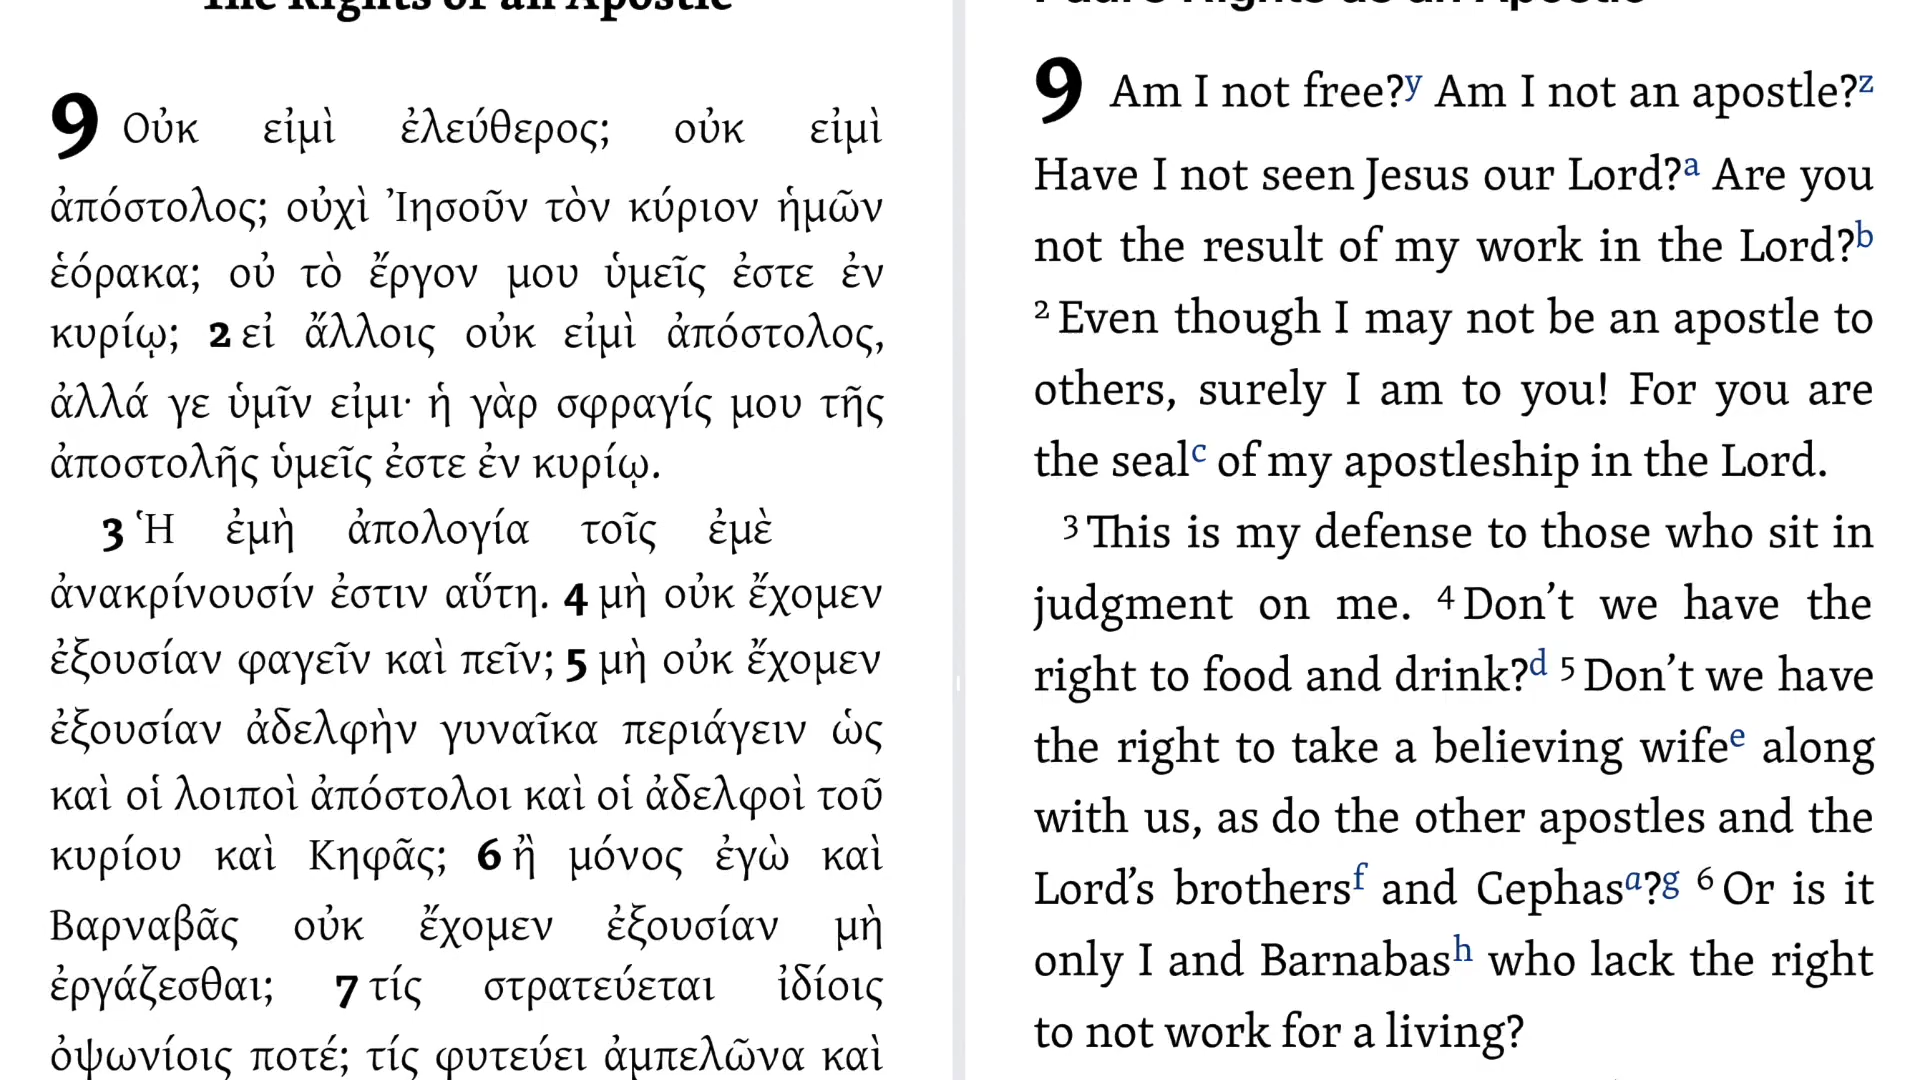 The Rights of an Apostle
9 Οὐκ εἰμὶ ἐλεύθερος; οὐκ εἰμὶ
ἀπόστολος; οὐχὶ Ἰησοῦν τὸν κύριον ἡμῶν
ἑόρακα; οὐ τὸ ἔργον μου ὑμεῖς ἐστε ἐν
κυρίῳ; 2 εἰ ἄλλοις οὐκ εἰμὶ ἀπόστολος,
ἀλλά γε ὑμῖν εἰμι· ἡ γὰρ σφραγίς μου τῆς
ἀποστολῆς ὑμεῖς ἐστε ἐν κυρίῳ.
3 Ἡ ἐμὴ ἀπολογία τοῖς ἐμὲ
ἀνακρίνουσίν ἐστιν αὕτη. 4 μὴ οὐκ ἔχομεν
ἐξουσίαν φαγεῖν καὶ πεῖν; 5 μὴ οὐκ ἔχομεν
ἐξουσίαν ἀδελφὴν γυναῖκα περιάγειν ὡς
καὶ οἱ λοιποὶ ἀπόστολοι καὶ οἱ ἀδελφοὶ τοῦ
κυρίου καὶ Κηφᾶς; 6 ἢ μόνος ἐγὼ καὶ
Βαρναβᾶς οὐκ ἔχομεν ἐξουσίαν μὴ
ἐργάζεσθαι; 7 τίς στρατεύεται ἰδίοις
ὀψωνίοις ποτέ; τίς φυτεύει ἀμπελῶνα καὶ
Paul's Rights as an Apostle
9 Am I not free?y Am I not an apostle?z
Have I not seen Jesus our Lord?a Are you
not the result of my work in the Lord?b
2 Even though I may not be an apostle to
others, surely I am to you! For you are
the sealc of my apostleship in the Lord.
3 This is my defense to those who sit in
judgment on me. 4 Don’t we have the
right to food and drink?d 5 Don’t we have
the right to take a believing wifee along
with us, as do the other apostles and the
Lord’s brothersf and Cephasa?g 6 Or is it
only I and Barnabash who lack the right
to not work for a living?